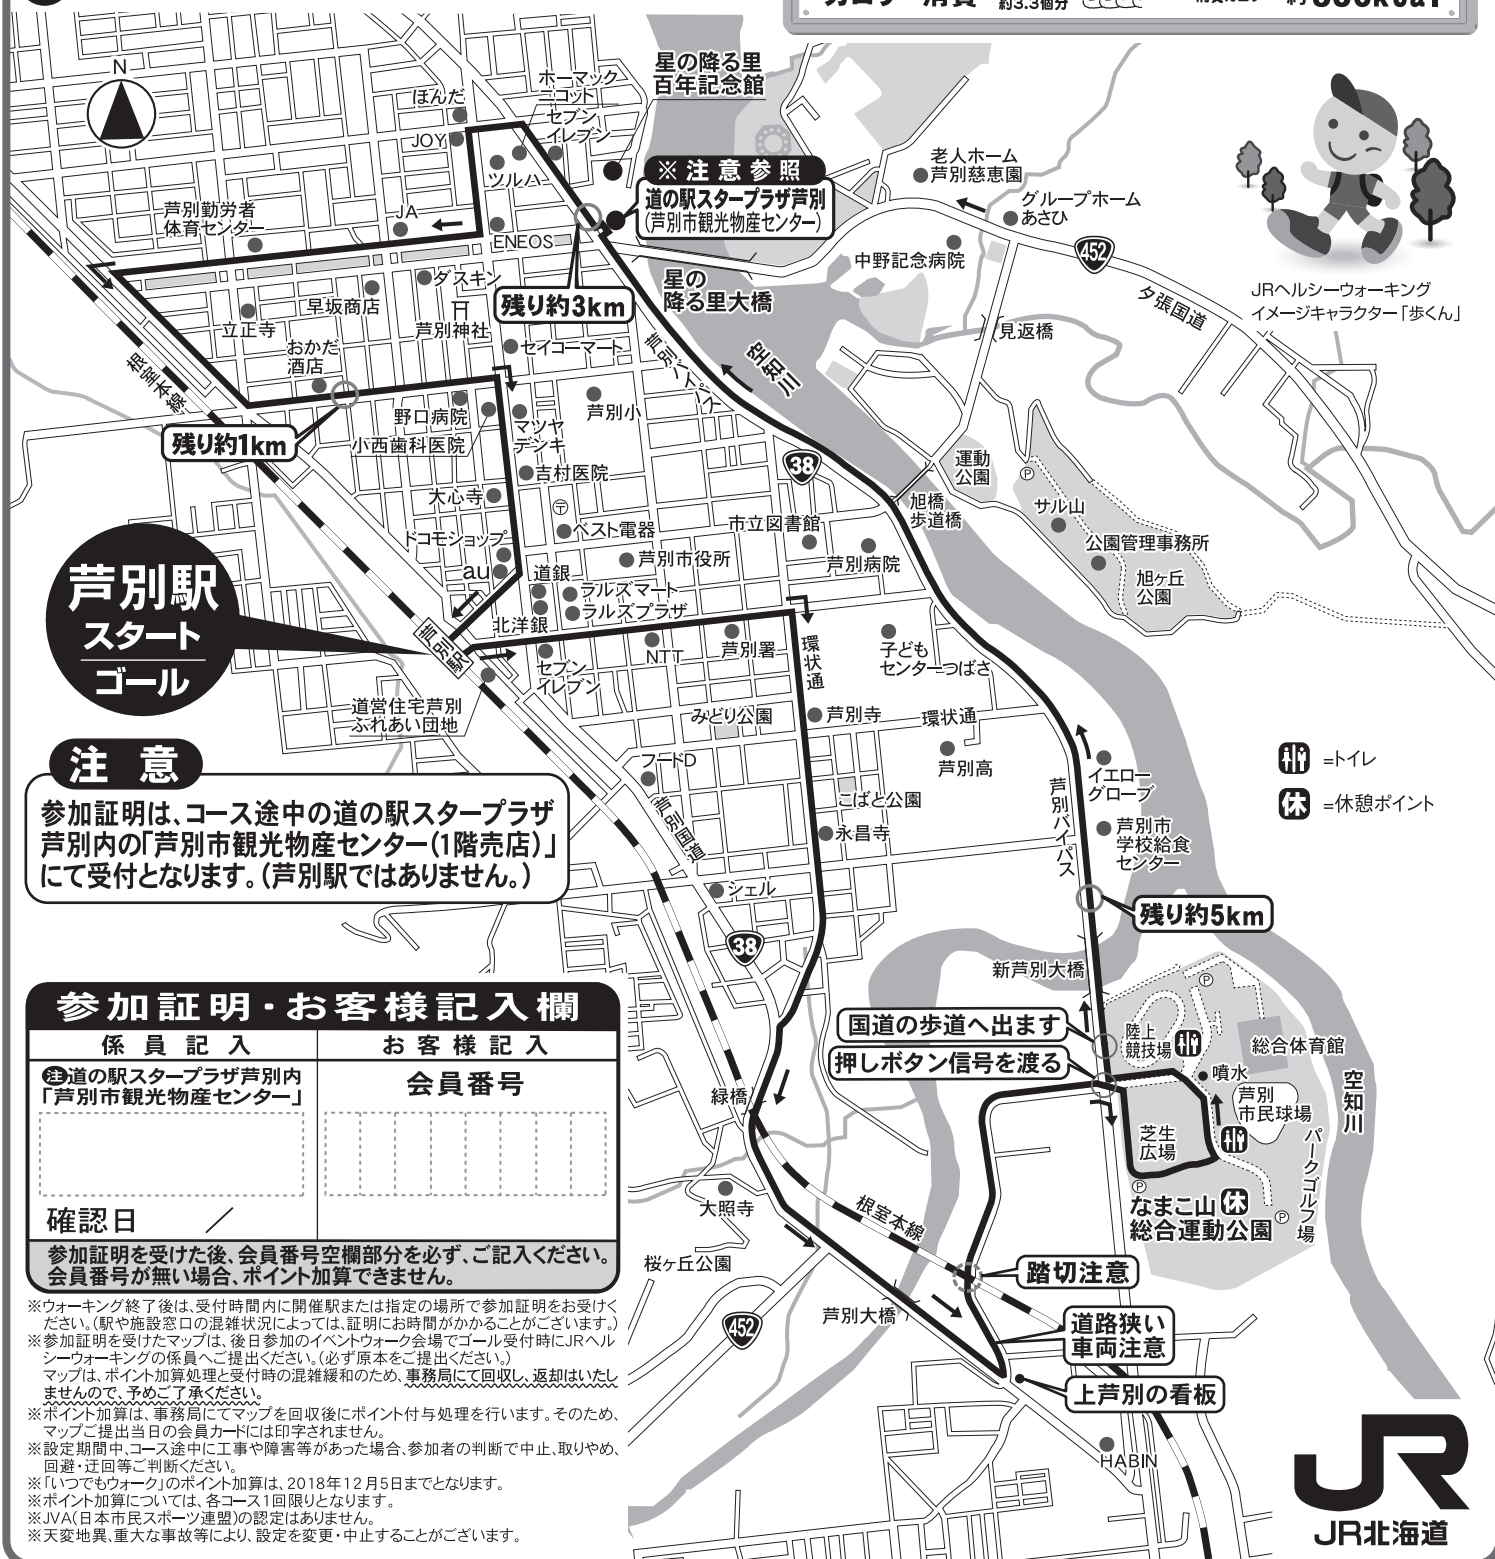 約3.3個分
N
星の降る里
百年記念館
ホーマック
ニコット
セブン
イレブン
ほんだ
JOY
ツルハ
※注意参照
道の駅スタープラザ芦別
(芦別市観光物産センター)
老人ホーム
芦別慈恵園
グループホーム
あさひ
452
中野記念病院
夕張国道
見返橋
JRヘルシーウォーキング
イメージキャラクター「歩くん」
芦別勤労者
体育センター
JA
ENEOS
ダスキン
残り約3km
星の
降る里大橋
早坂商店
立正寺
芦別神社
おかだ
酒店
セイコーマート
芦別バイパス
空知川
根室本線
残り約1km
野口病院
小西歯科医院
マツヤ
デンキ
芦別小
吉村医院
大心寺
38
運動
公園
旭橋
歩道橋
サル山
公園管理事務所
旭ヶ丘
公園
ドコモショップ
ベスト電器
市立図書館
芦別市役所
芦別病院
au
道銀
ラルズマート
ラルズプラザ
北洋銀
芦別駅
スタート
ゴール
芦別駅
セブン
イレブン
NTT
芦別署
環状通
子ども
センターつばさ
道営住宅芦別
ふれあい団地
みどり公園
芦別寺
環状通
芦別高
フードD
芦別国道
こばと公園
永昌寺
シェル
38
イエロー
グローブ
芦別バイパス
芦別市
学校給食
センター
残り約5km
=トイレ
休 =休憩ポイント
注意
参加証明は、コース途中の道の駅スタープラザ
芦別内の「芦別市観光物産センター(1階売店)」
にて受付となります。(芦別駅ではありません。)
新芦別大橋
国道の歩道へ出ます
押しボタン信号を渡る
陸上
競技場
総合体育館
噴水
芦別
市民球場
空知川
芝生
広場
パークゴルフ場
なまこ山 休
総合運動公園
緑橋
大照寺
根室本線
桜ヶ丘公園
踏切注意
芦別大橋
道路狭い
車両注意
452
上芦別の看板
HABIN
参加証明・お客様記入欄
係員記入
お客様記入
注道の駅スタープラザ芦別内
「芦別市観光物産センター」
会員番号
確認日 /
参加証明を受けた後、会員番号空欄部分を必ず、ご記入ください。
会員番号が無い場合、ポイント加算できません。
※ウォーキング終了後は、受付時間内に開催駅または指定の場所で参加証明をお受けく
ださい。(駅や施設窓口の混雑状況によっては、証明にお時間がかかることがございます。)
※参加証明を受けたマップは、後日参加のイベントウォーク会場でゴール受付時にJRヘル
シーウォーキングの係員へご提出ください。(必ず原本をご提出ください。)
マップは、ポイント加算処理と受付時の混雑緩和のため、事務局にて回収し、返却はいたし
ませんので、予めご了承ください。
※ポイント加算は、事務局にてマップを回収後にポイント付与処理を行います。そのため、
マップご提出当日の会員カードには印字されません。
※設定期間中、コース途中に工事や障害等があった場合、参加者の判断で中止、取りやめ、
回避・迂回等ご判断ください。
※「いつでもウォーク」のポイント加算は、2018年12月5日までとなります。
※ポイント加算については、各コース1回限りとなります。
※JVA(日本市民スポーツ連盟)の認定はありません。
※天変地異、重大な事故等により、設定を変更・中止することがございます。
JR
JR北海道